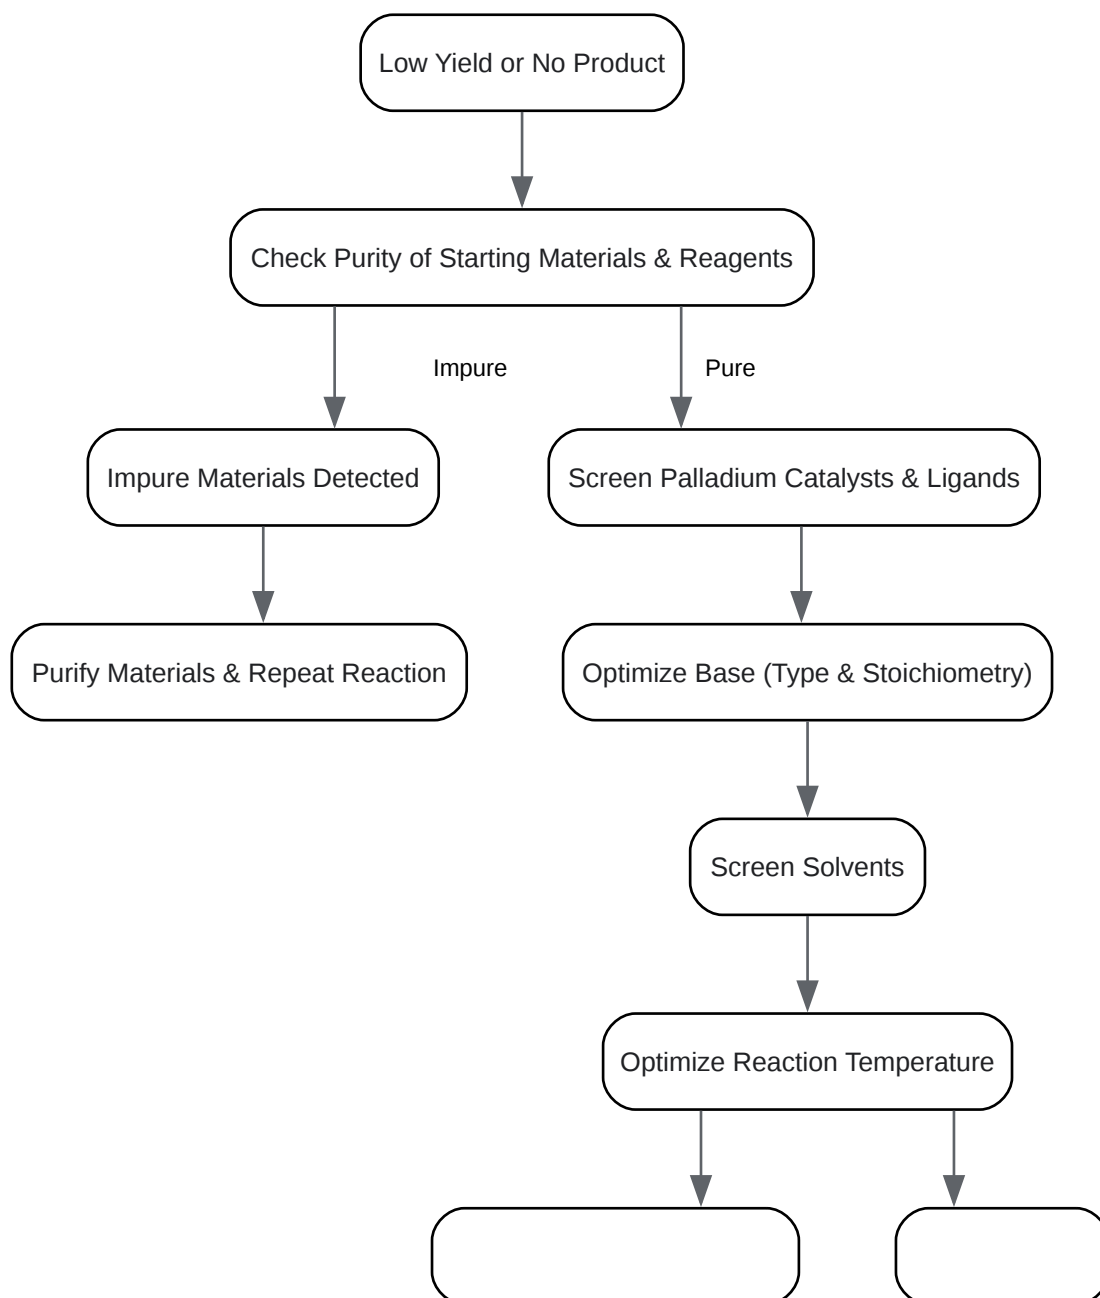 Low Yield or No Product
Check Purity of Starting Materials & Reagents
Impure
Pure
Impure Materials Detected
Screen Palladium Catalysts & Ligands
Purify Materials & Repeat Reaction
Optimize Base (Type & Stoichiometry)
Screen Solvents
Optimize Reaction Temperature